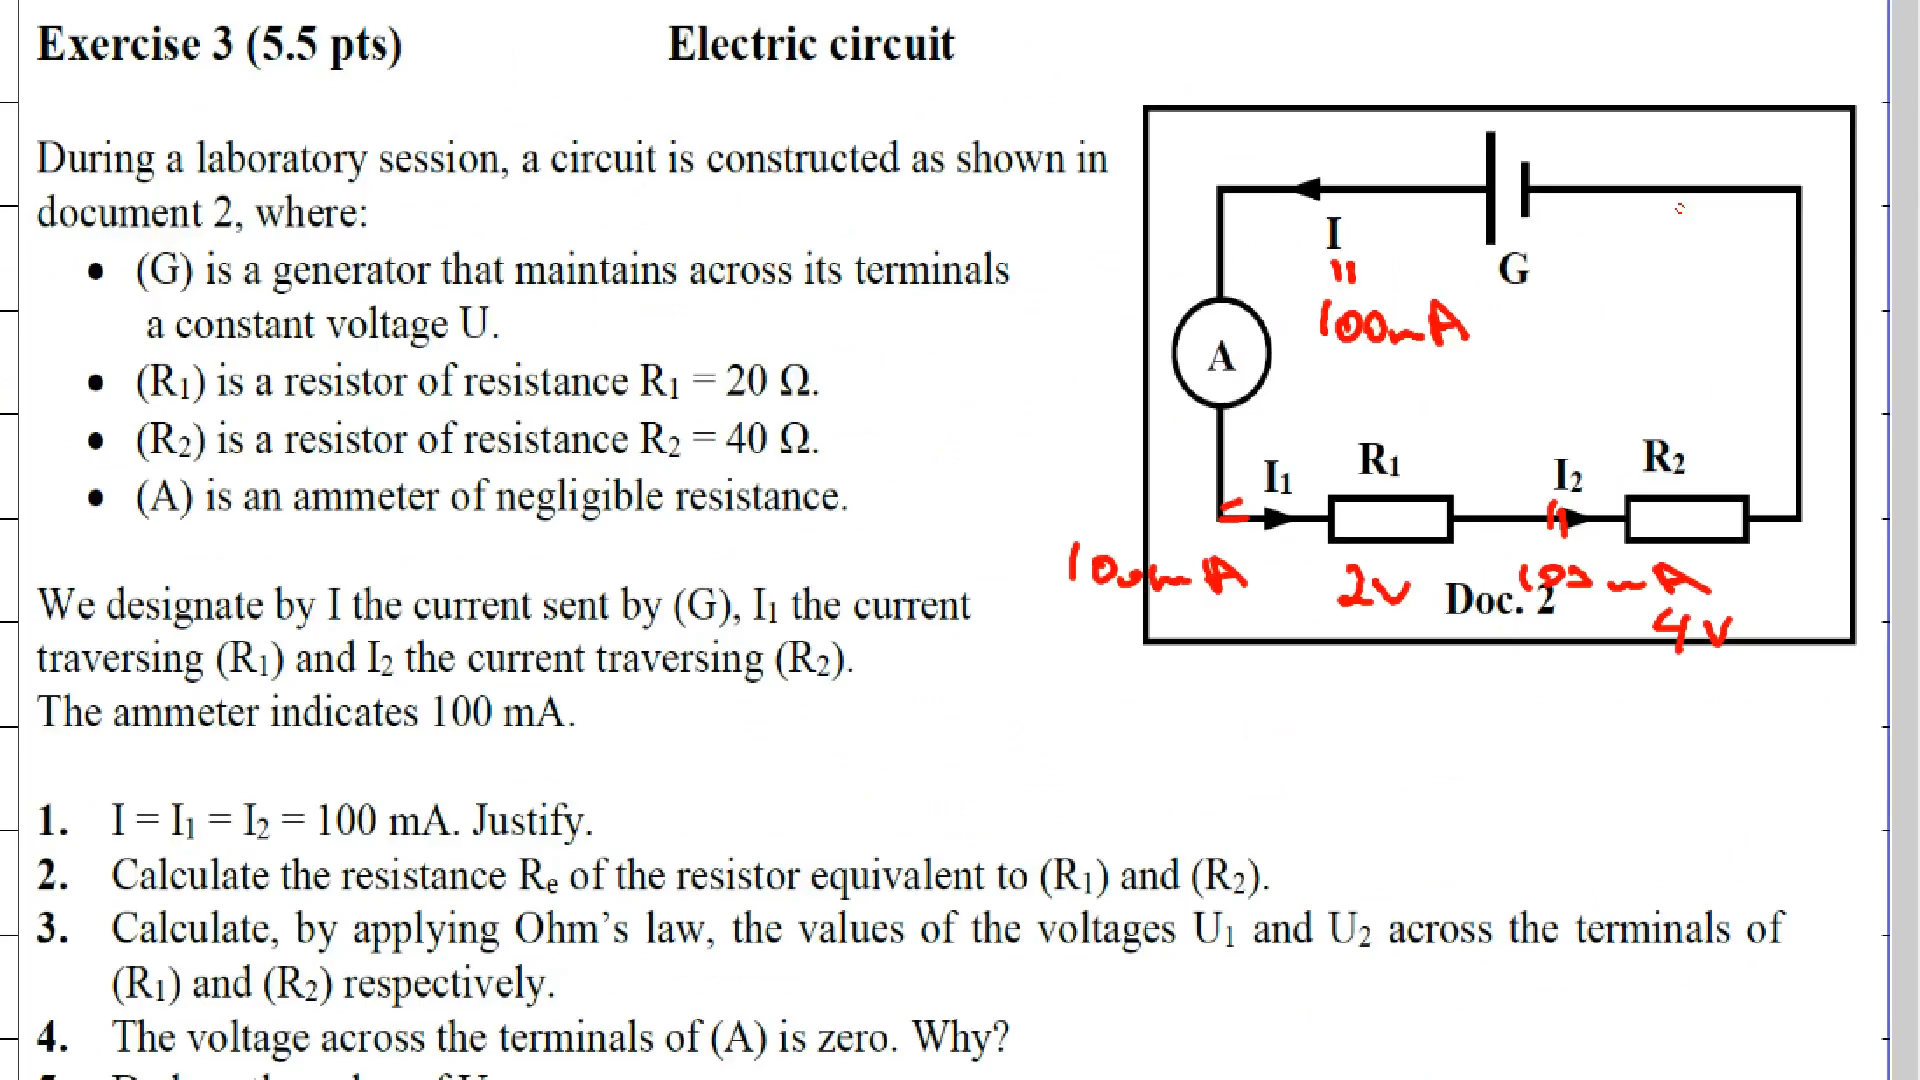 Exercise 3 (5.5 pts) Electric circuit
During a laboratory session, a circuit is constructed as shown in
document 2, where:
• (G) is a generator that maintains across its terminals
a constant voltage U.
• (R1) is a resistor of resistance R1 = 20 Ω.
• (R2) is a resistor of resistance R2 = 40 Ω.
• (A) is an ammeter of negligible resistance.
We designate by I the current sent by (G), I1 the current
traversing (R1) and I2 the current traversing (R2).
The ammeter indicates 100 mA.
I
G
100mA
A
I1
R1
I2
R2
100mA
2v
100mA
Doc. 2
4v
1. I = I1 = I2 = 100 mA. Justify.
2. Calculate the resistance Re of the resistor equivalent to (R1) and (R2).
3. Calculate, by applying Ohm’s law, the values of the voltages U1 and U2 across the terminals of
(R1) and (R2) respectively.
4. The voltage across the terminals of (A) is zero. Why?